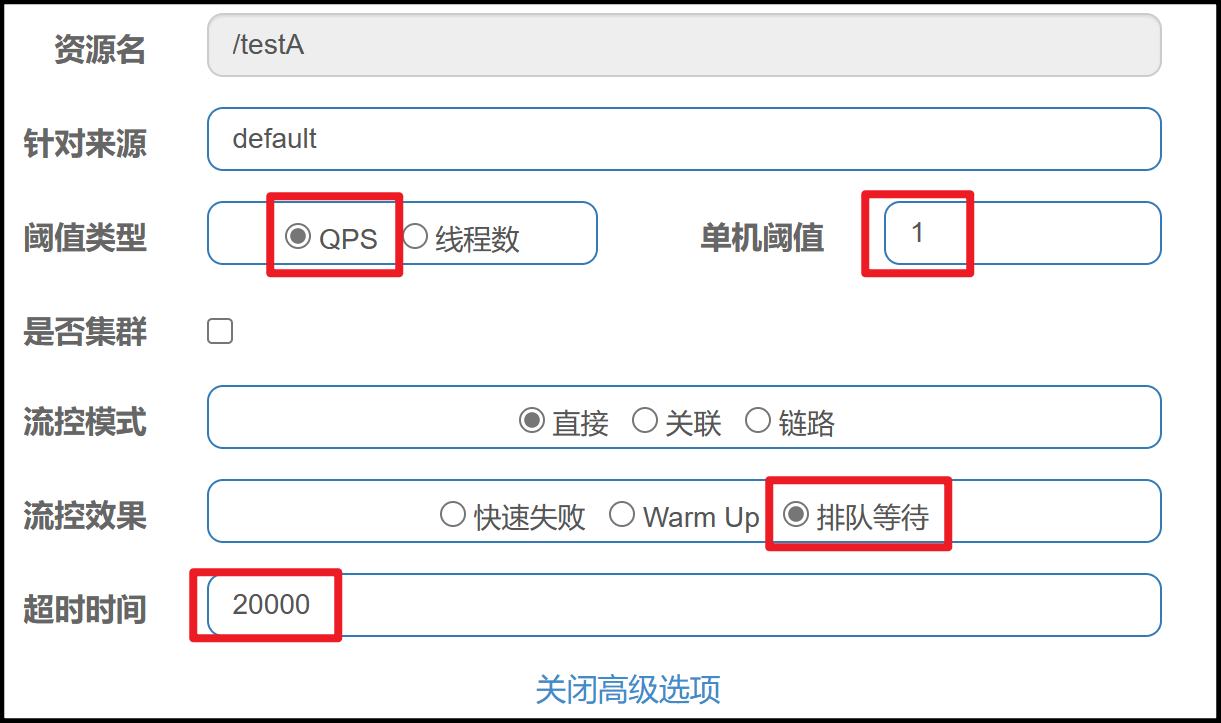 资源名 /testA
针对来源 default
阈值类型 QPS 线程数 单机阈值 1
是否集群
流控模式 直接 关联 链路
流控效果 快速失败 Warm Up 排队等待
超时时间 20000
关闭高级选项